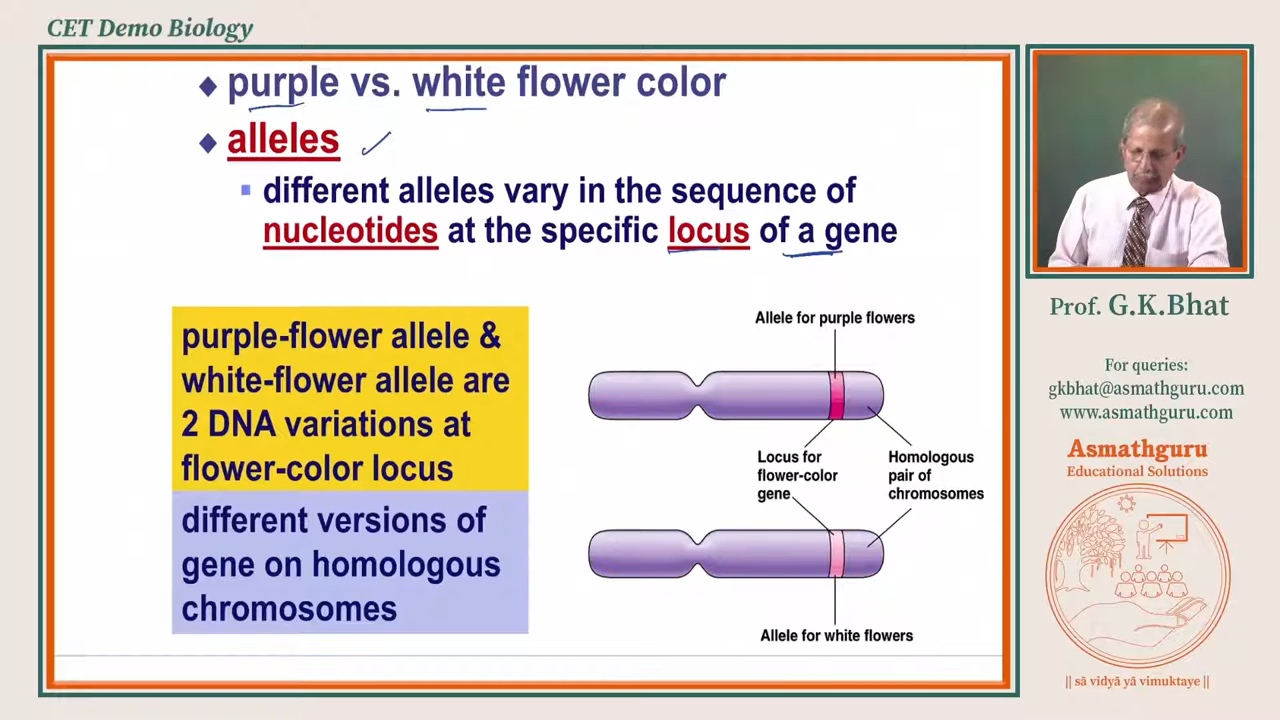 CET Demo Biology
purple vs. white flower color
alleles
different alleles vary in the sequence of
nucleotides at the specific locus of a gene
purple-flower allele &
white-flower allele are
2 DNA variations at
flower-color locus
different versions of
gene on homologous
chromosomes
Allele for purple flowers
Locus for
flower-color
gene
Homologous
pair of
chromosomes
Allele for white flowers
Prof. G.K.Bhat
For queries:
gkbhat@asmathguru.com
www.asmathguru.com
Asmathguru
Educational Solutions
|| sā vidyā yā vimuktaye ||